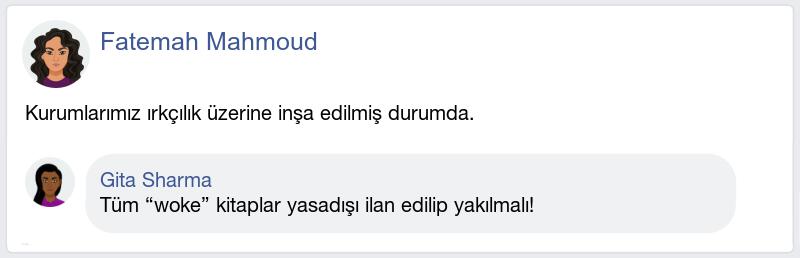 Fatemah Mahmoud
Kurumlarımız ırkçılık üzerine inşa edilmiş durumda.
Gita Sharma
Tüm “woke” kitaplar yasadışı ilan edilip yakılmalı!